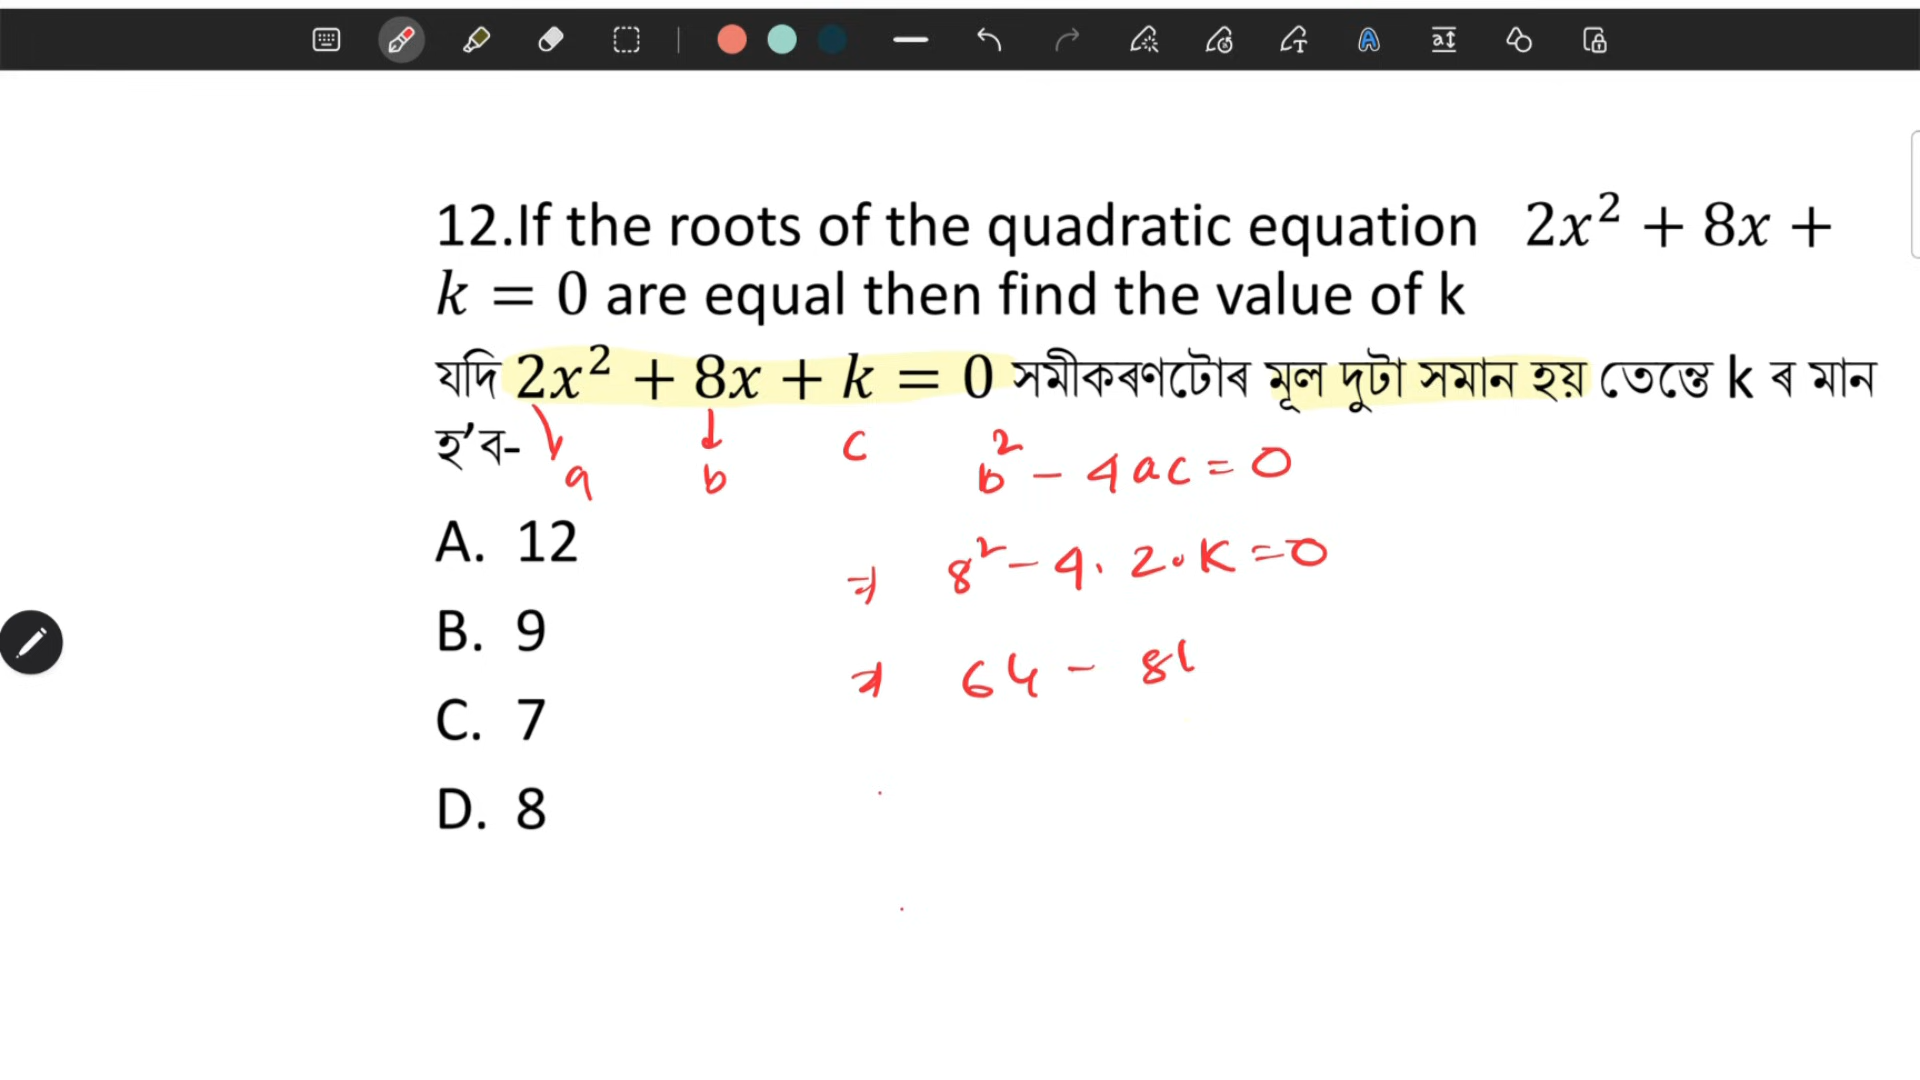 12.If the roots of the quadratic equation 2x² + 8x +
k = 0 are equal then find the value of k
যদি 2x² + 8x + k = 0 সমীকৰণটোৰ মূল দুটা সমান হয় তেন্তে k ৰ মান
হ’ব-
a b c
b² - 4ac = 0
A. 12
⇒ 8² - 4. 2. K = 0
B. 9
⇒ 64 - 8
C. 7
D. 8